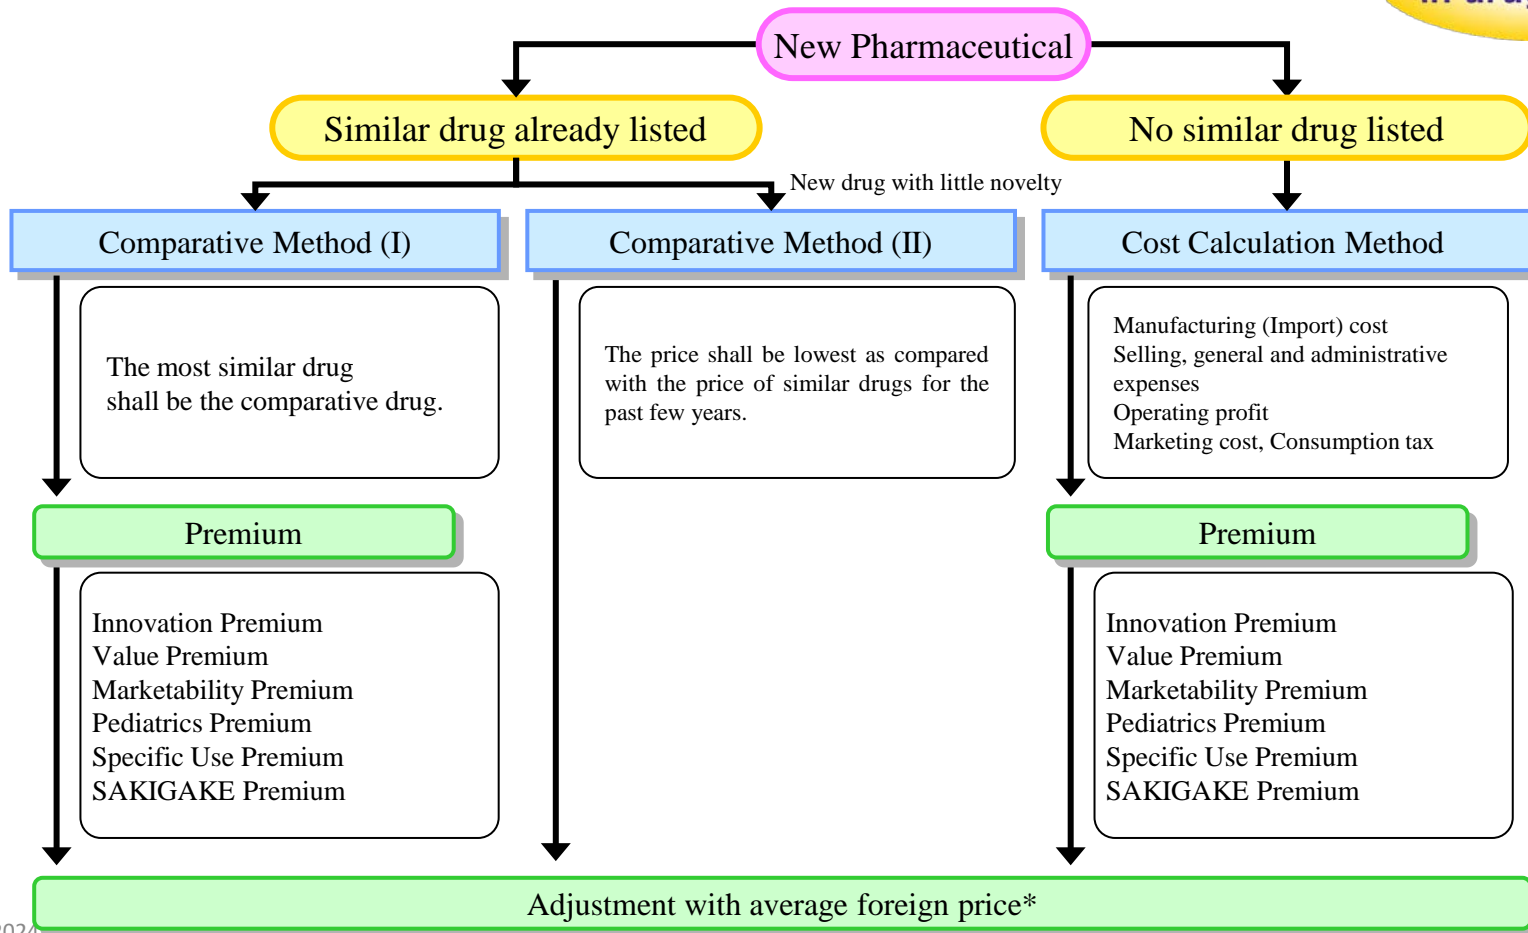 New Pharmaceutical
Similar drug already listed
No similar drug listed
New drug with little novelty
Comparative Method (I)
Comparative Method (II)
Cost Calculation Method
The most similar drug
shall be the comparative drug.
The price shall be lowest as compared
with the price of similar drugs for the
past few years.
Manufacturing (Import) cost
Selling, general and administrative
expenses
Operating profit
Marketing cost, Consumption tax
Premium
Premium
Innovation Premium
Value Premium
Marketability Premium
Pediatrics Premium
Specific Use Premium
SAKIGAKE Premium
Innovation Premium
Value Premium
Marketability Premium
Pediatrics Premium
Specific Use Premium
SAKIGAKE Premium
Adjustment with average foreign price*